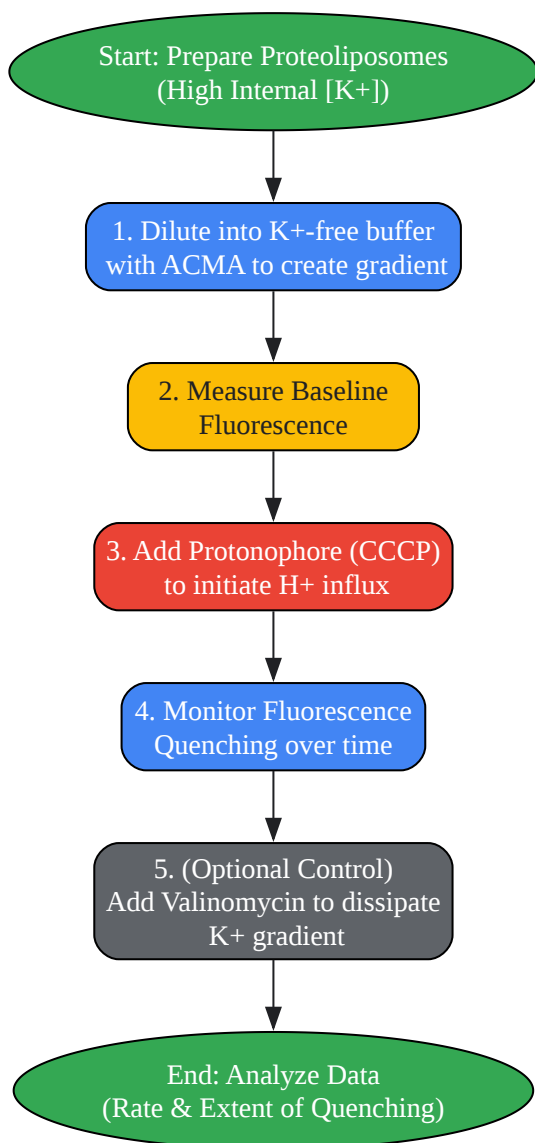 Start: Prepare Proteoliposomes
(High Internal [K+])
1. Dilute into K+-free buffer
with ACMA to create gradient
2. Measure Baseline
Fluorescence
3. Add Protonophore (CCCP)
to initiate H+ influx
4. Monitor Fluorescence
Quenching over time
5. (Optional Control)
Add Valinomycin to dissipate
K+ gradient
End: Analyze Data
(Rate & Extent of Quenching)